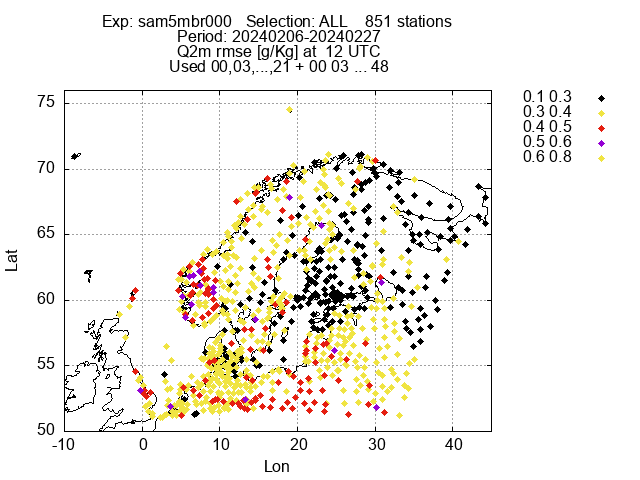 Exp: sam5mbr000 Selection: ALL 851 stations
Period: 20240206-20240227
Q2m rmse [g/Kg] at 12 UTC
Used 00,03,...,21 + 00 03 ... 48
0.1 0.3
0.3 0.4
0.4 0.5
0.5 0.6
0.6 0.8
75
70
65
60
55
50
Lat
-10 0 10 20 30 40
Lon